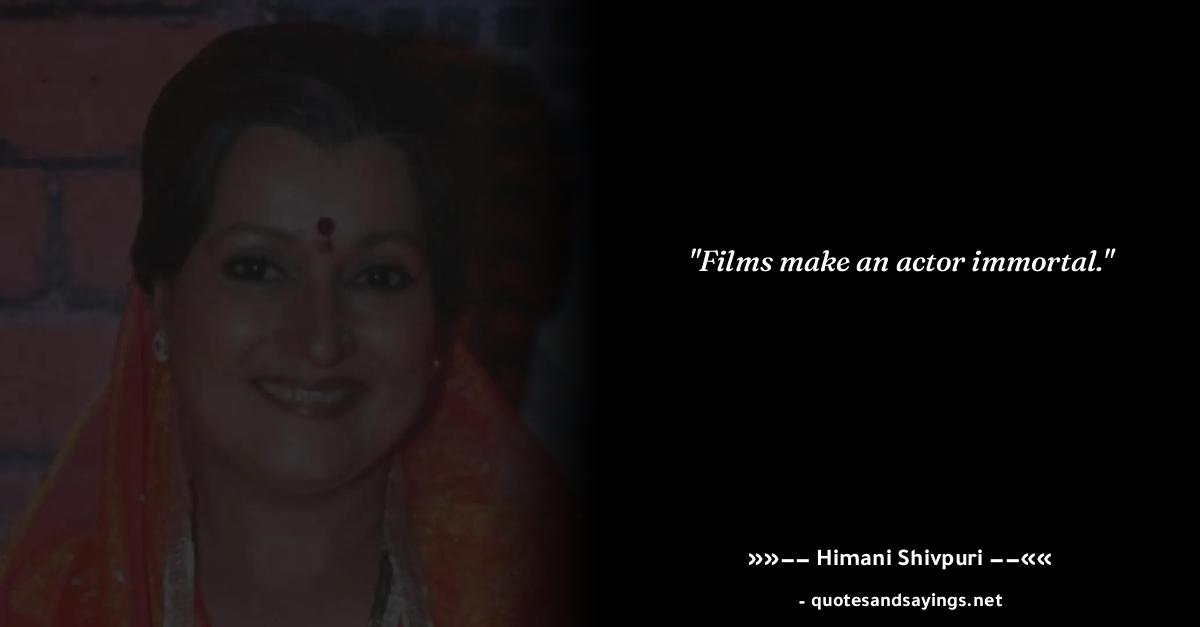 "Films make an actor immortal."
»»−− Himani Shivpuri −−««
- quotesandsayings.net